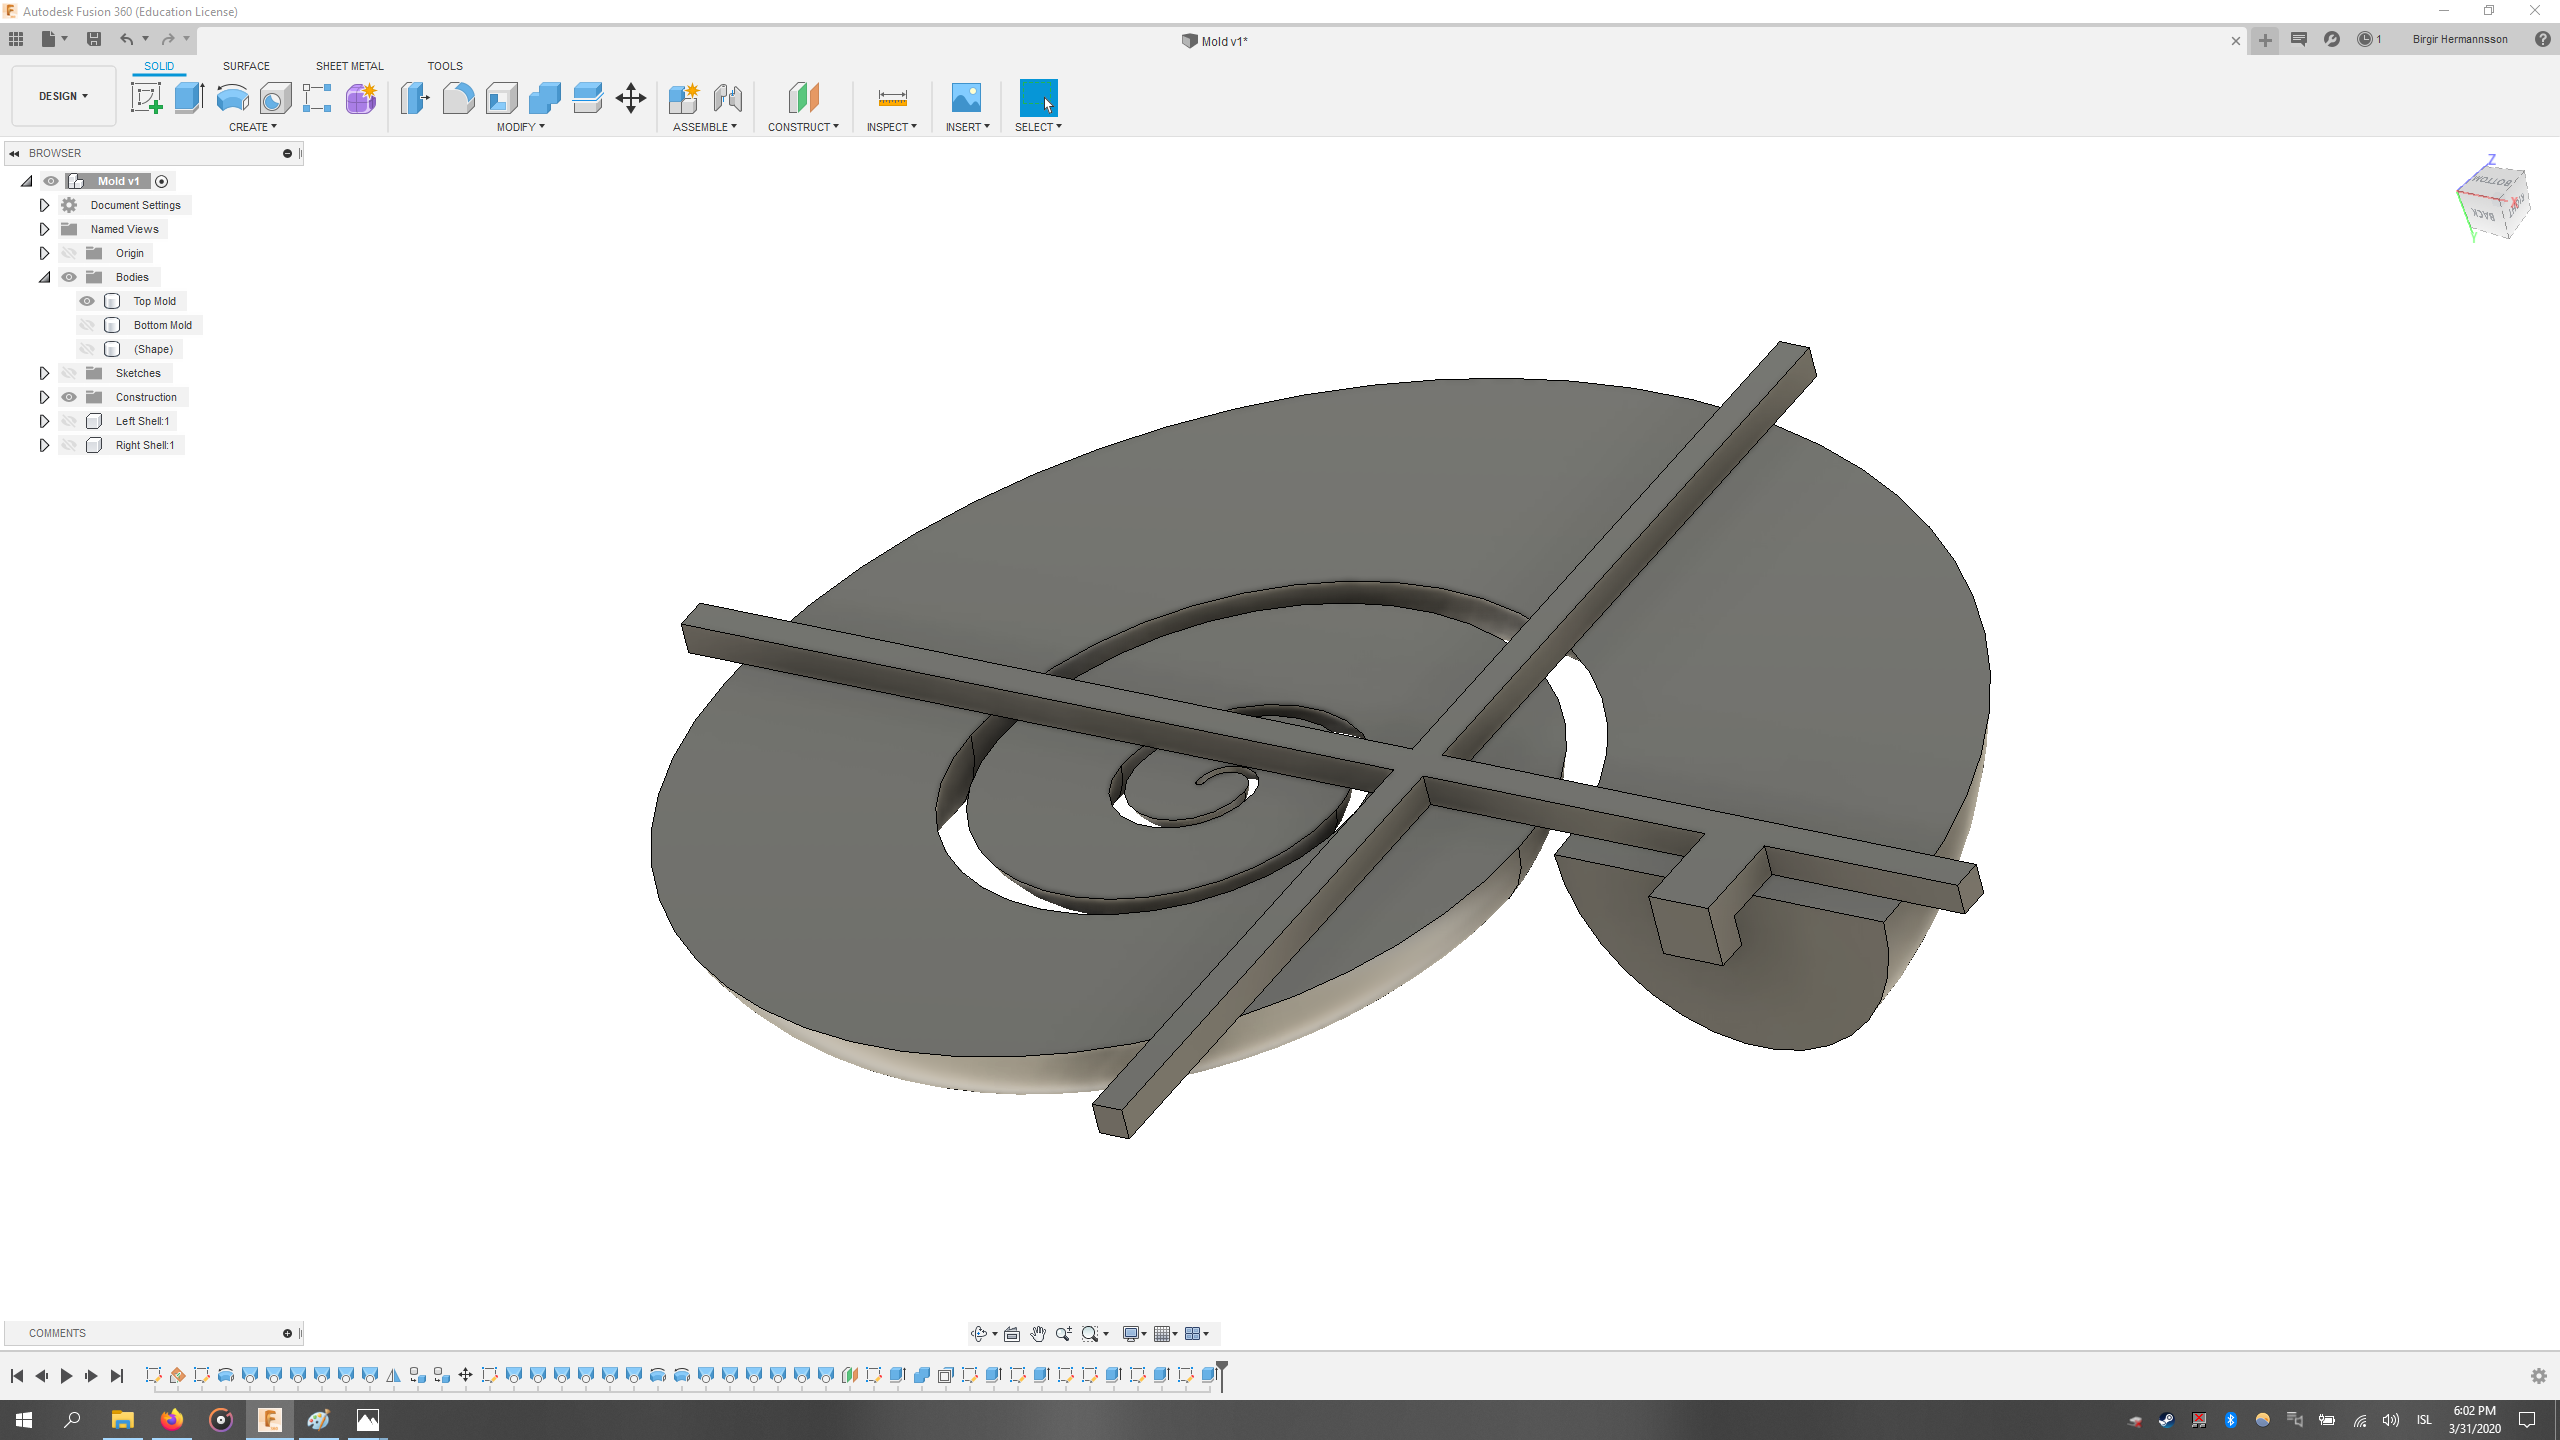 Autodesk Fusion 360 (Education License)
Mold v1*
1
Birgir Hermannsson
DESIGN
SOLID
SURFACE
SHEET METAL
TOOLS
CREATE
MODIFY
ASSEMBLE
CONSTRUCT
INSPECT
INSERT
SELECT
BROWSER
Mold v1
Document Settings
Named Views
Origin
Bodies
Top Mold
Bottom Mold
(Shape)
Sketches
Construction
Left Shell:1
Right Shell:1
Z
BOTTOM
BACK
RIGHT
X
Y
COMMENTS
ISL
6:02 PM
3/31/2020